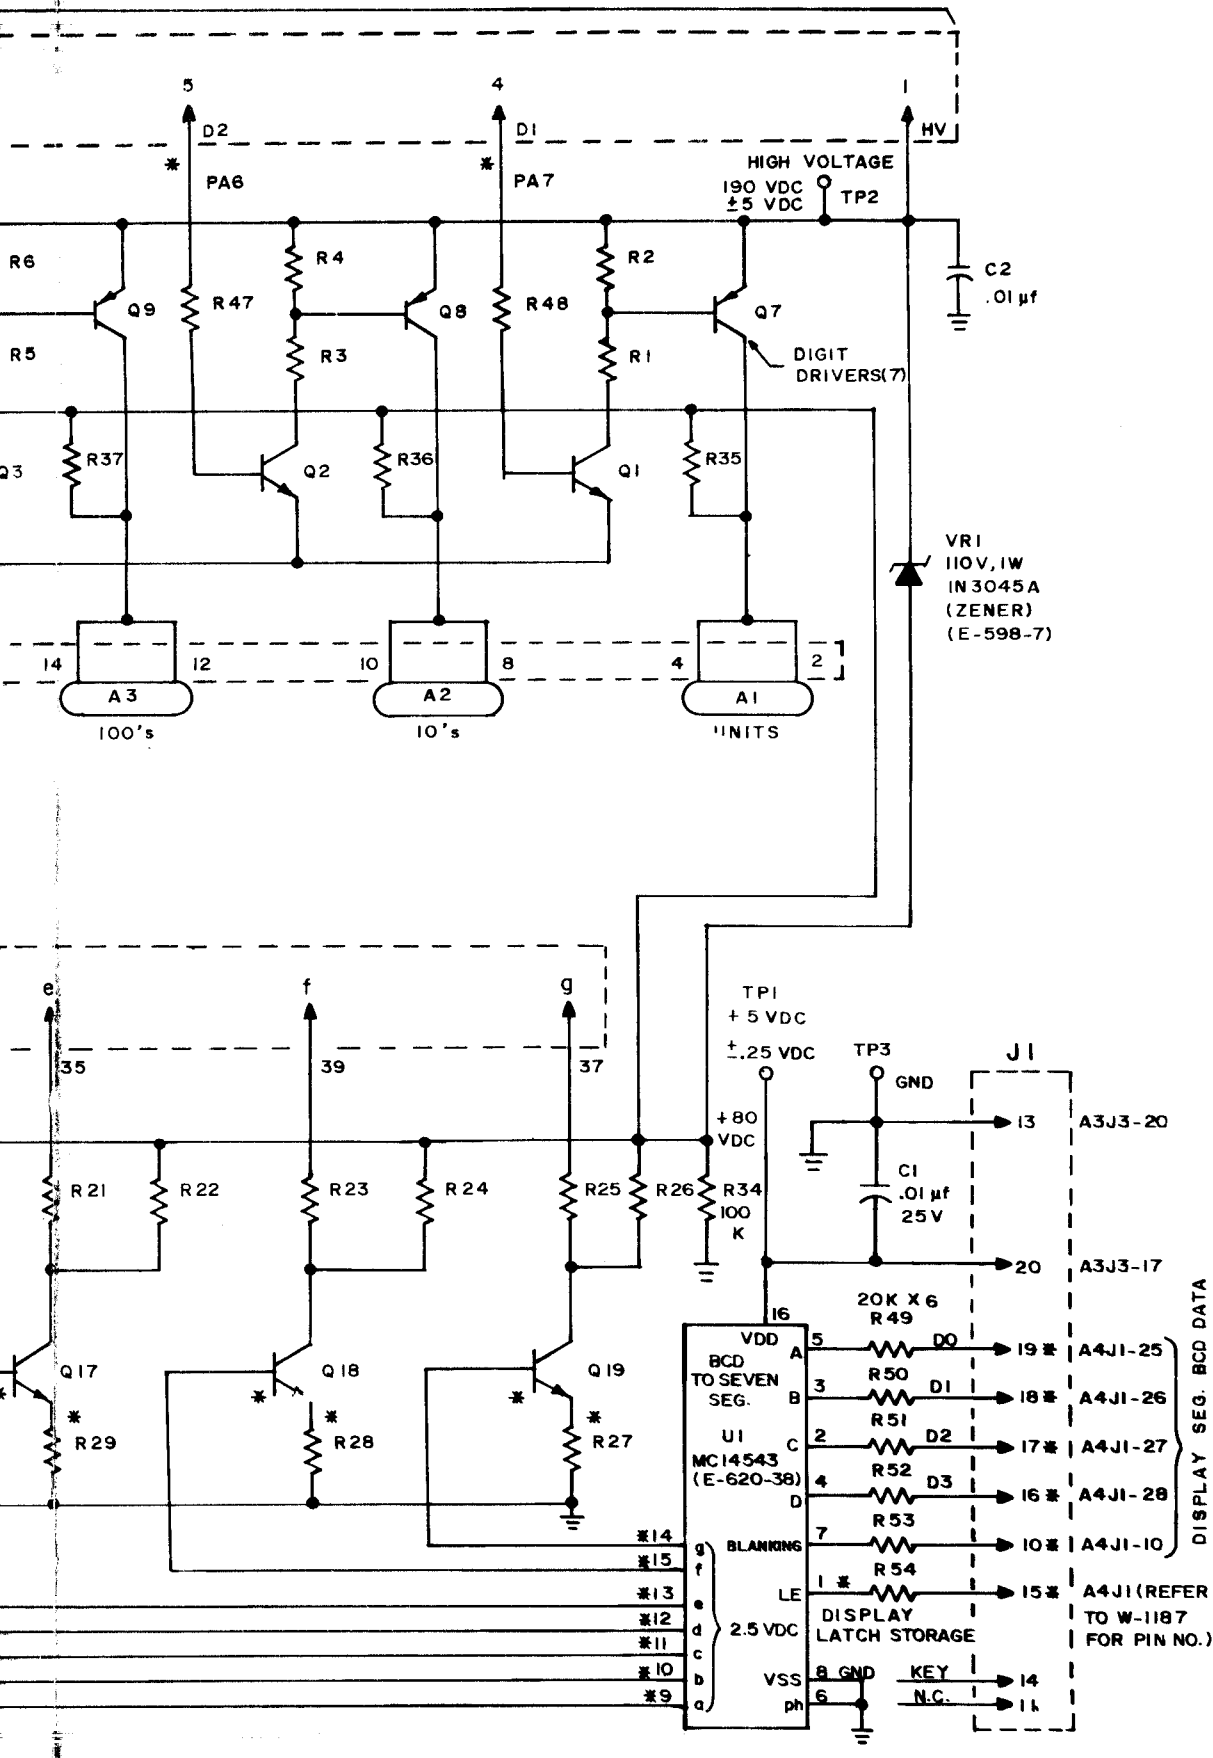 5
4
1
D2
D1
HV
*
*
HIGH VOLTAGE
PA6
PA7
190 VDC
±5 VDC
TP2
R6
R4
R2
C2
.01 µf
R47
Q9
R48
Q8
Q7
R5
R3
R1
DIGIT
DRIVERS(7)
Q3
R37
Q2
R36
Q1
R35
VR1
110V, 1W
IN3045A
(ZENER)
(E-598-7)
14
12
10
8
4
2
A3
A2
A1
100's
10's
UNITS
e
f
g
TP1
+ 5 VDC
± .25 VDC
TP3
GND
J1
35
39
37
+80
VDC
13
A3J3-20
R21
R22
R23
R24
R25
R26
R34
100
K
C1
.01 µf
25V
20
A3J3-17
20K X 6
16
R49
VDD
A
5
D0
19*
A4J1-25
BCD
TO SEVEN
SEG.
R50
B
3
D1
18*
A4J1-26
Q17
Q18
Q19
*
*
*
*
*
*
R29
R28
R27
U1
MC14543
(E-620-38)
R51
C
2
D2
17*
A4J1-27
R52
D
4
D3
16*
A4J1-28
R53
BLANKING
7
10*
A4J1-10
DISPLAY SEG. BCD DATA
R54
LE
1 *
15*
A4J1 (REFER
TO W-1187
FOR PIN NO.)
DISPLAY
LATCH STORAGE
*14
g
*15
f
*13
e
*12
d
*11
c
*10
b
*9
a
2.5 VDC
VSS
8 GND
KEY
14
ph
6
N.C.